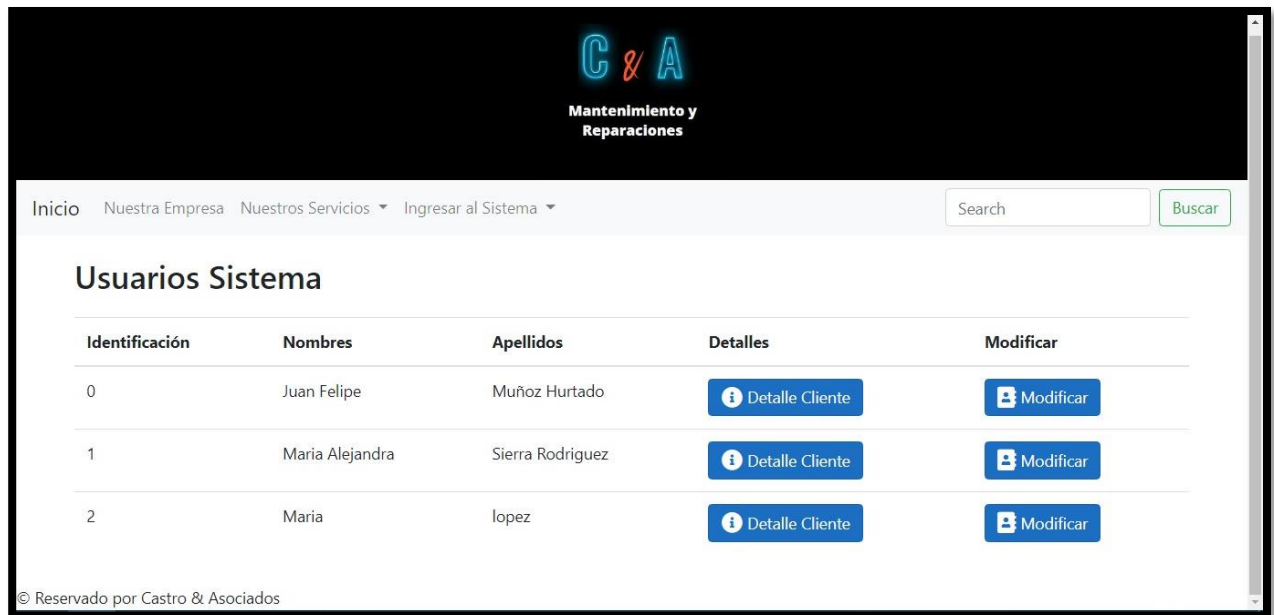 C & A
Mantenimiento y
Reparaciones
Inicio Nuestra Empresa Nuestros Servicios Ingresar al Sistema Search Buscar
Usuarios Sistema
Identificación Nombres Apellidos Detalles Modificar
0 Juan Felipe Muñoz Hurtado Detalle Cliente Modificar
1 Maria Alejandra Sierra Rodriguez Detalle Cliente Modificar
2 Maria lopez Detalle Cliente Modificar
© Reservado por Castro & Asociados